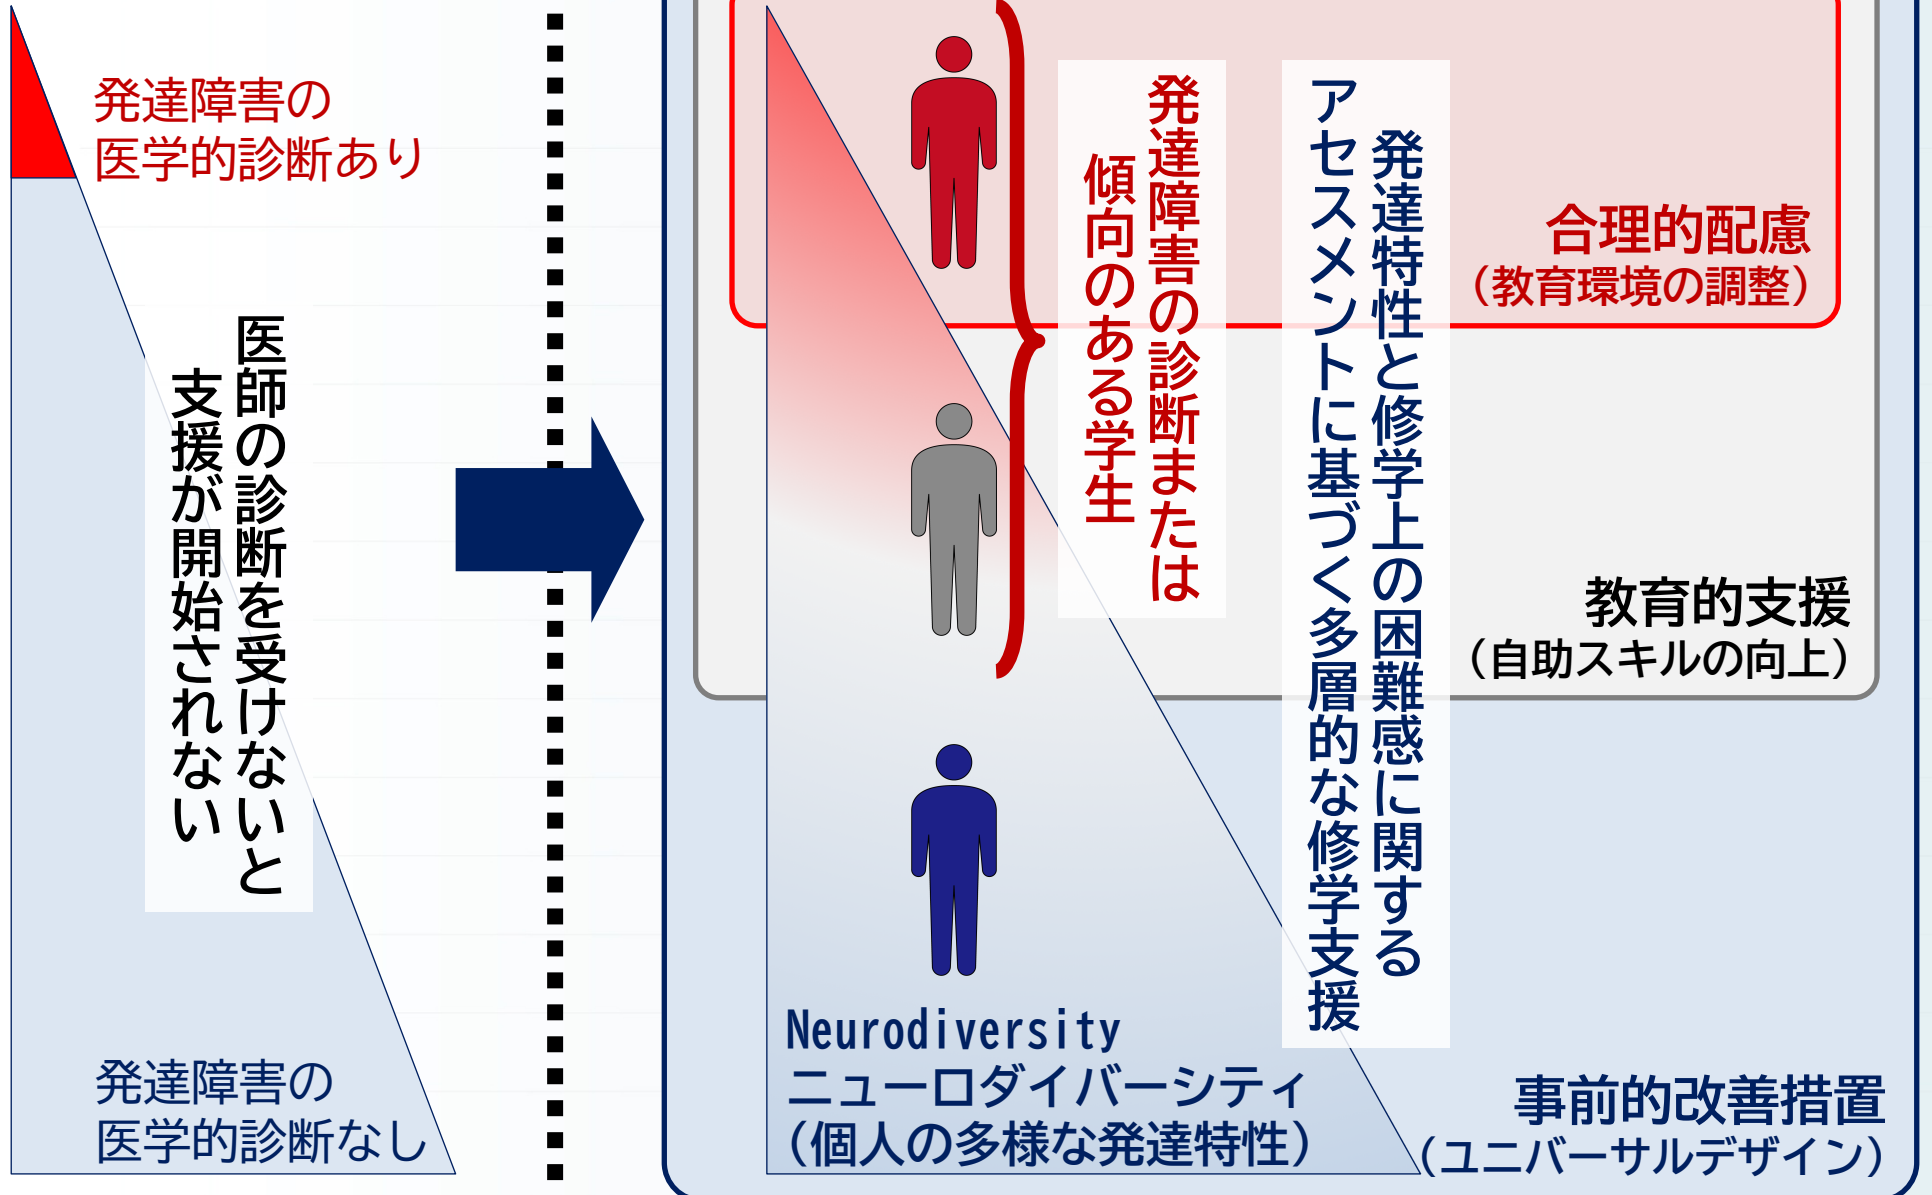 発達障害の
医学的診断あり
医師の診断を受けないと
支援が開始されない
発達障害の
医学的診断なし
発達障害の診断または
傾向のある学生
発達特性と修学上の困難感に関する
アセスメントに基づく多層的な修学支援
合理的配慮
（教育環境の調整）
教育的支援
（自助スキルの向上）
Neurodiversity
ニューロダイバーシティ
（個人の多様な発達特性）
事前的改善措置
（ユニバーサルデザイン）